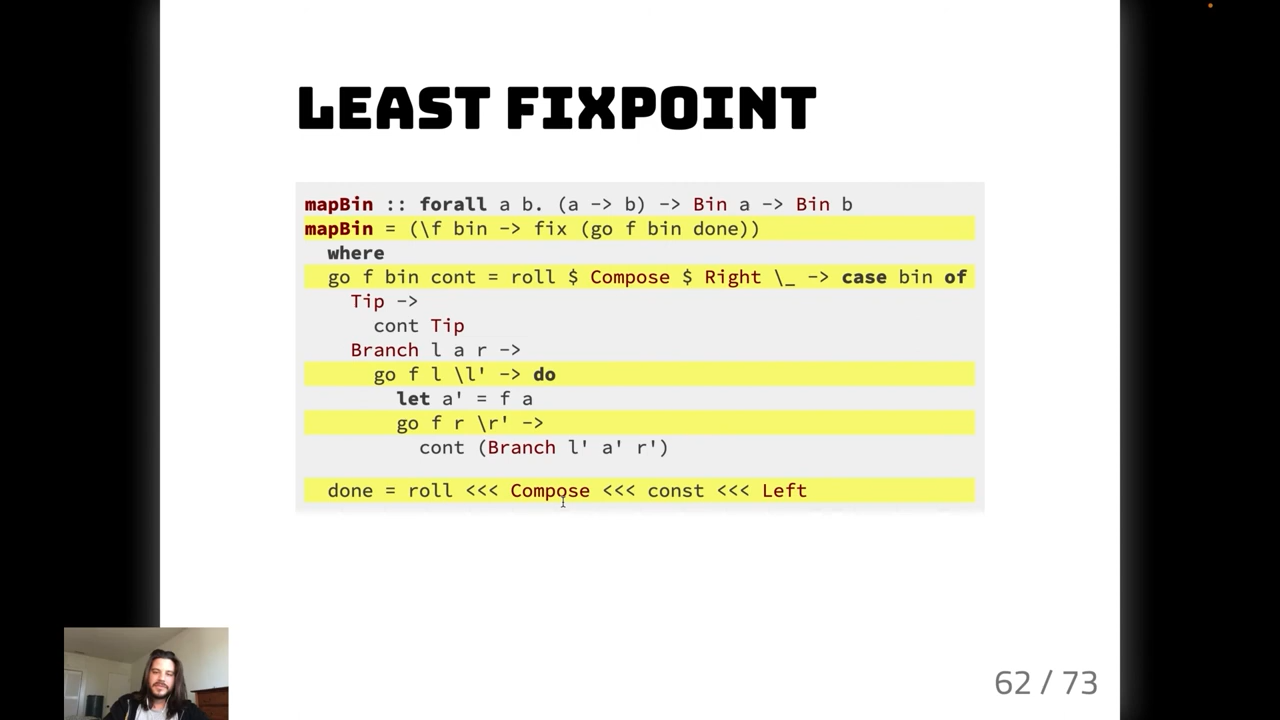 LEAST FIXPOINT
mapBin :: forall a b. (a -> b) -> Bin a -> Bin b
mapBin = (\f bin -> fix (go f bin done))
  where
  go f bin cont = roll $ Compose $ Right \_ -> case bin of
    Tip ->
      cont Tip
    Branch l a r ->
      go f l \l' -> do
        let a' = f a
        go f r \r' ->
          cont (Branch l' a' r')
  done = roll <<< Compose <<< const <<< Left
62 / 73